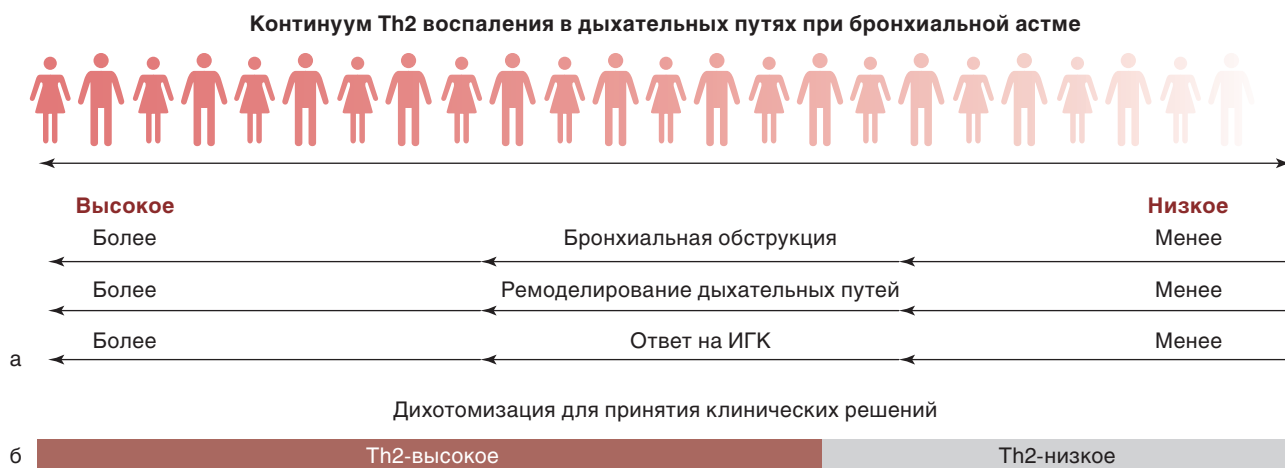 Континуум Th2 воспаления в дыхательных путях при бронхиальной астме
Высокое Низкое
Более Бронхиальная обструкция Менее
Более Ремоделирование дыхательных путей Менее
а Более Ответ на ИГК Менее
Дихотомизация для принятия клинических решений
б Th2-высокое Th2-низкое